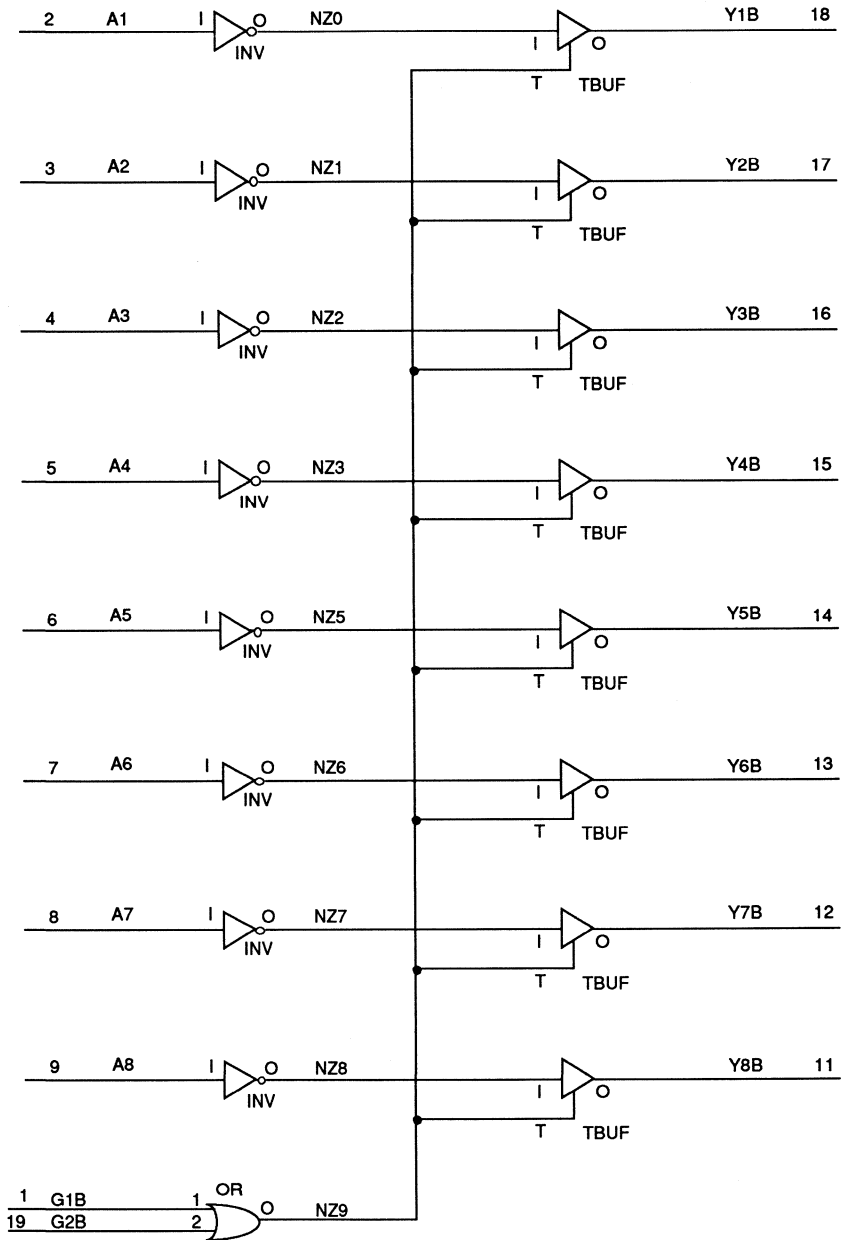 2 A1 I O NZ0 Y1B 18
INV I O
T TBUF
3 A2 I O NZ1 Y2B 17
INV I O
T TBUF
4 A3 I O NZ2 Y3B 16
INV I O
T TBUF
5 A4 I O NZ3 Y4B 15
INV I O
T TBUF
6 A5 I O NZ5 Y5B 14
INV I O
T TBUF
7 A6 I O NZ6 Y6B 13
INV I O
T TBUF
8 A7 I O NZ7 Y7B 12
INV I O
T TBUF
9 A8 I O NZ8 Y8B 11
INV I O
T TBUF
OR
1 G1B 1 O NZ9
19 G2B 2